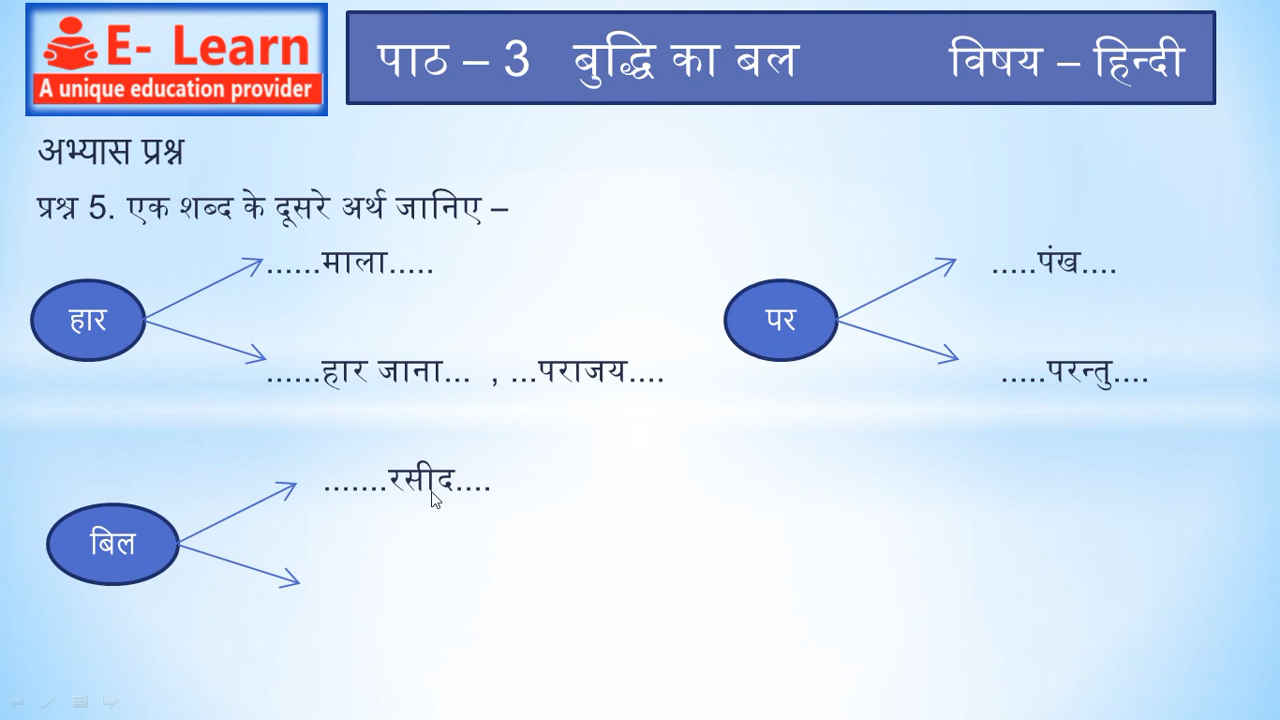 E- Learn
A unique education provider
पाठ – 3 बुद्धि का बल विषय – हिन्दी
अभ्यास प्रश्न
प्रश्न 5. एक शब्द के दूसरे अर्थ जानिए –
हार
......माला.....
......हार जाना... , ...पराजय....
पर
.....पंख....
.....परन्तु....
बिल
.......रसीद....